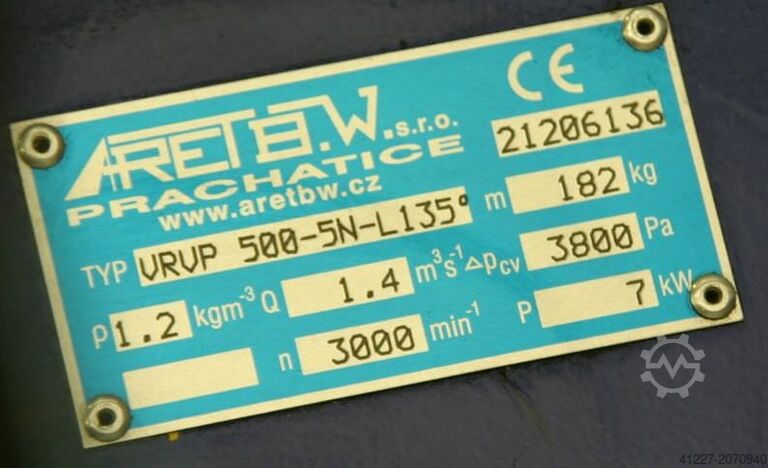 ARET B.W. s.r.o.
PRACHATICE
www.aretbw.cz
CE
21206136
TYP VRVP 500-5N-L135° m 182 kg
ρ 1.2 kgm⁻³ Q 1.4 m³s⁻¹ Δpcv 3800 Pa
n 3000 min⁻¹ P 7 kW
41227-2070940